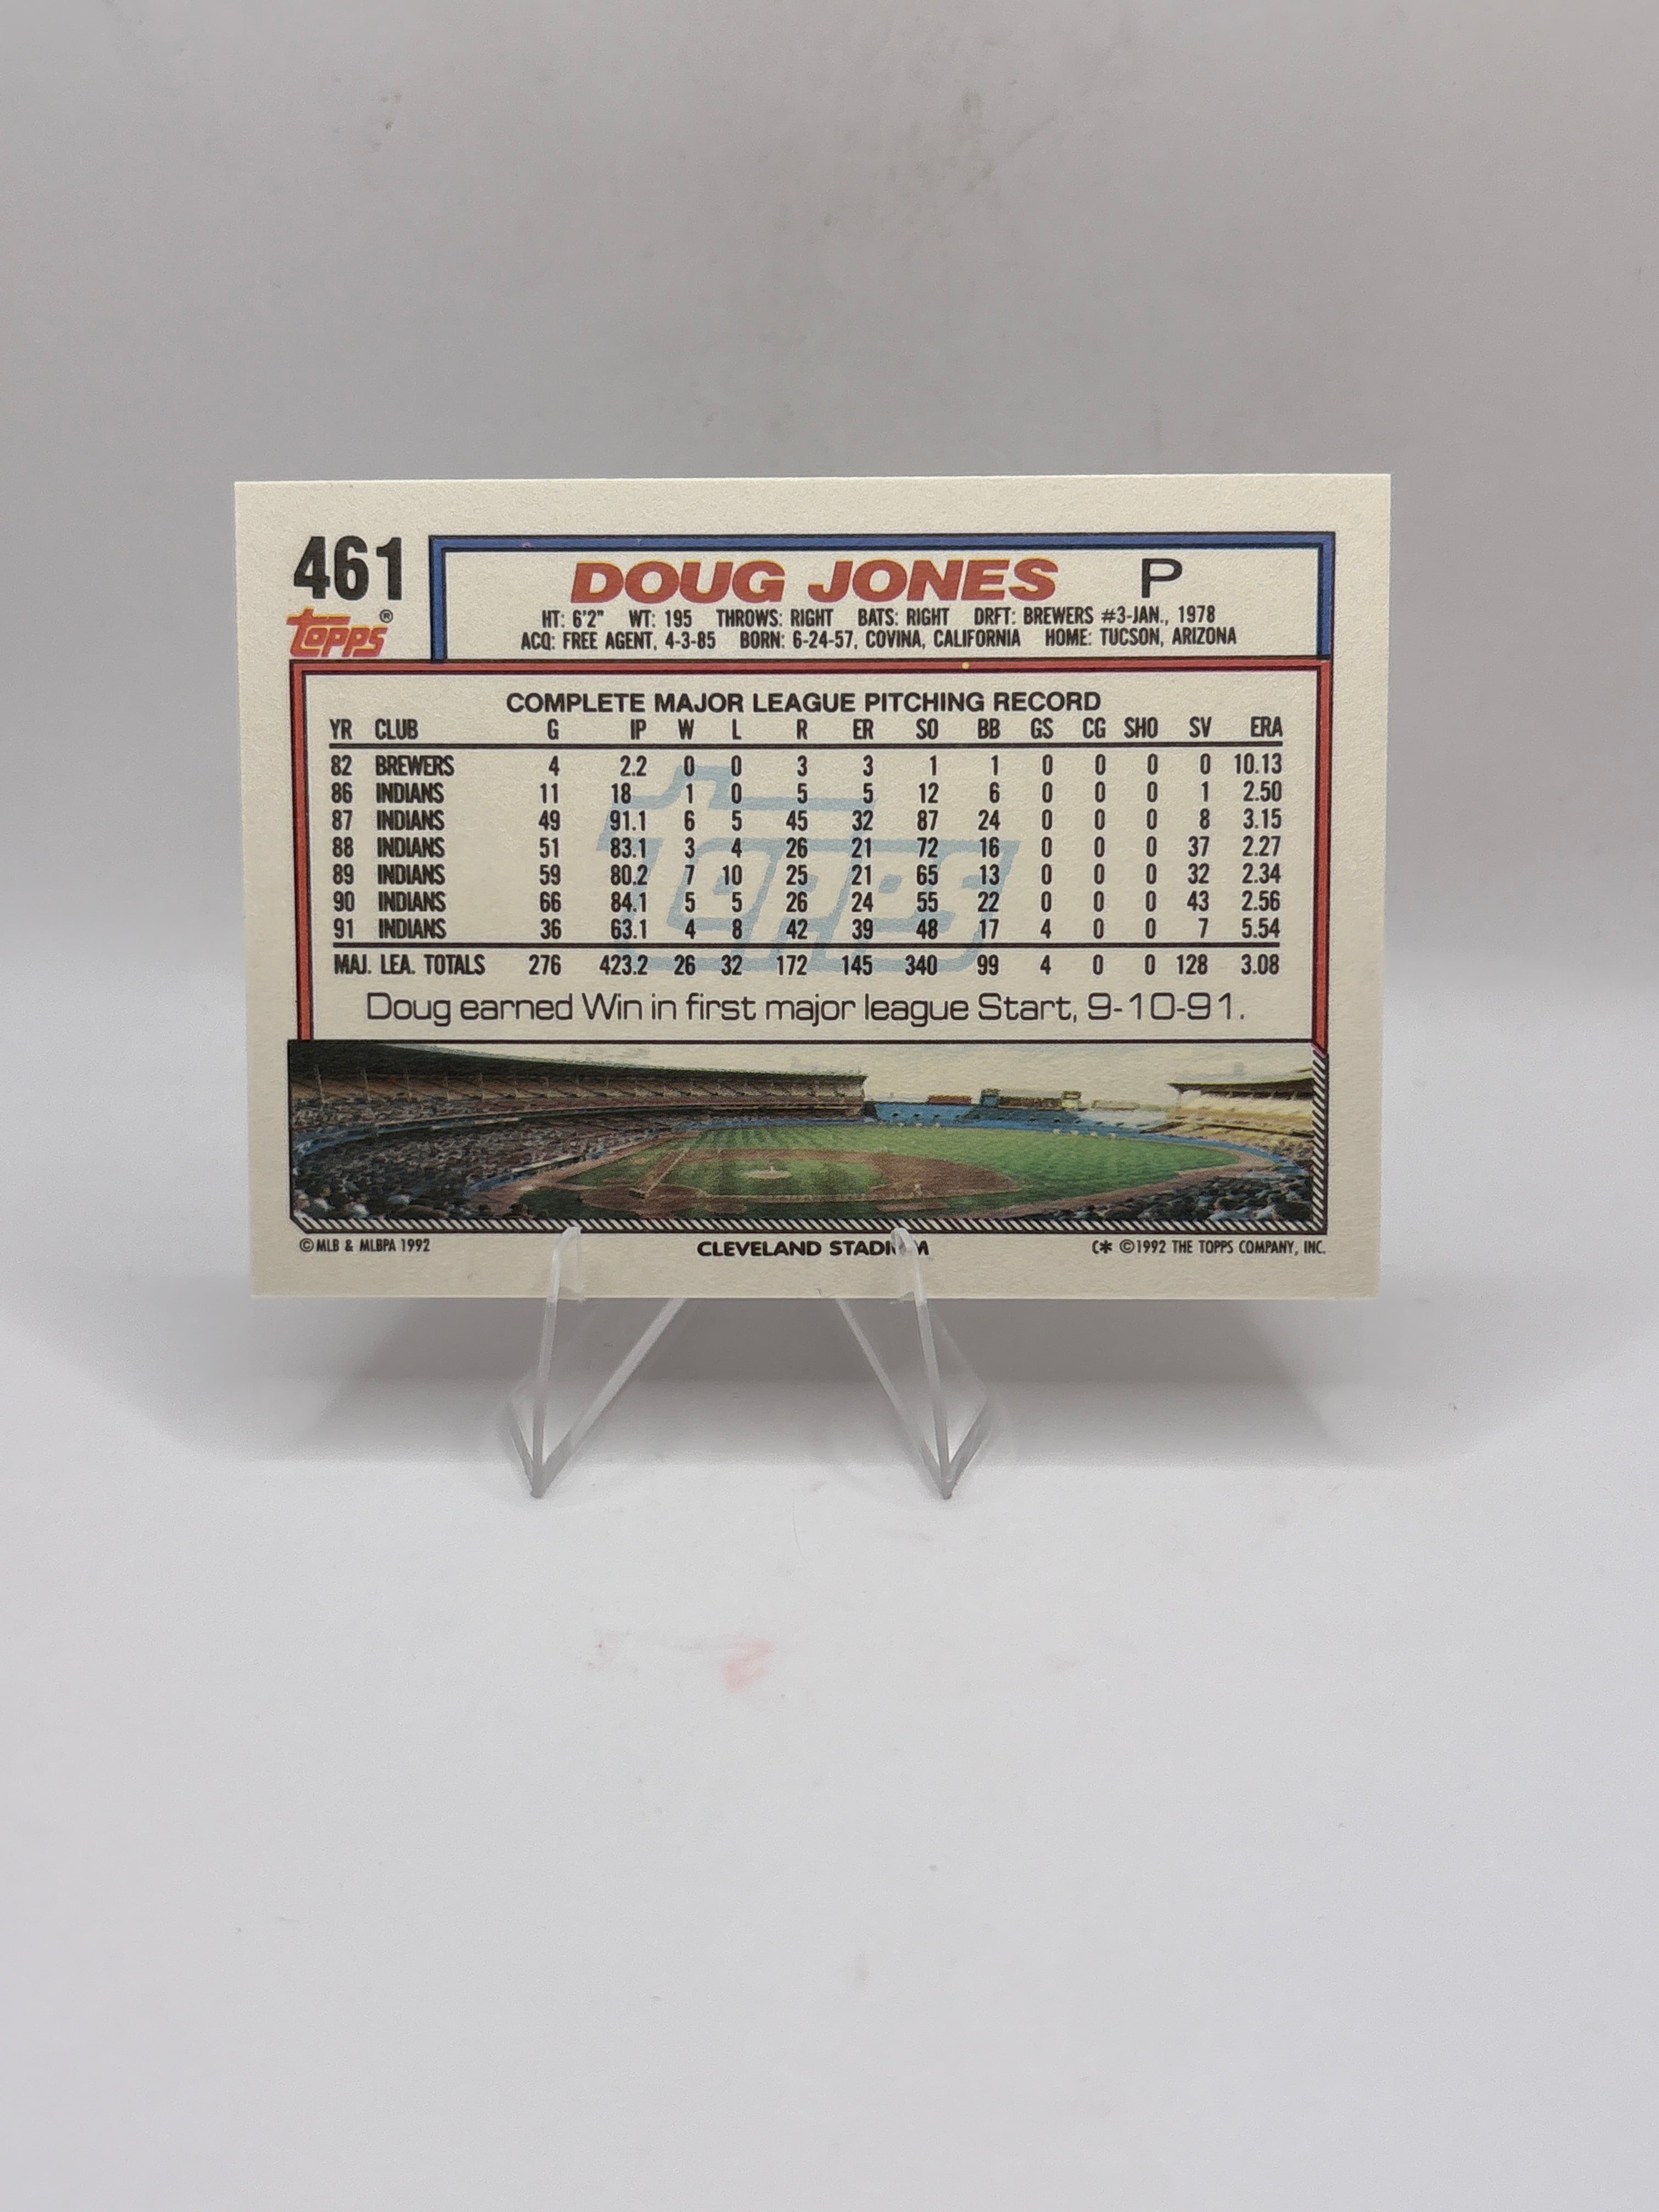 461
DOUG JONES P
topps®
HT: 6'2" WT: 195 THROWS: RIGHT BATS: RIGHT DRFT: BREWERS #3-JAN., 1978
ACQ: FREE AGENT, 4-3-85 BORN: 6-24-57, COVINA, CALIFORNIA HOME: TUCSON, ARIZONA
COMPLETE MAJOR LEAGUE PITCHING RECORD
YR CLUB G IP W L R ER SO BB GS CG SHO SV ERA
82 BREWERS 4 2.2 0 0 3 3 1 1 0 0 0 0 10.13
86 INDIANS 11 18 1 0 5 5 12 6 0 0 0 1 2.50
87 INDIANS 49 91.1 6 5 45 32 87 24 0 0 0 8 3.15
88 INDIANS 51 83.1 3 4 26 21 72 16 0 0 0 37 2.27
89 INDIANS 59 80.2 7 10 25 21 65 13 0 0 0 32 2.34
90 INDIANS 66 84.1 5 5 26 24 55 22 0 0 0 43 2.56
91 INDIANS 36 63.1 4 8 42 39 48 17 4 0 0 7 5.54
MAJ. LEA. TOTALS 276 423.2 26 32 172 145 340 99 4 0 0 128 3.08
topps
Doug earned Win in first major league Start, 9-10-91.
©MLB & MLBPA 1992 CLEVELAND STADIUM C* ©1992 THE TOPPS COMPANY, INC.